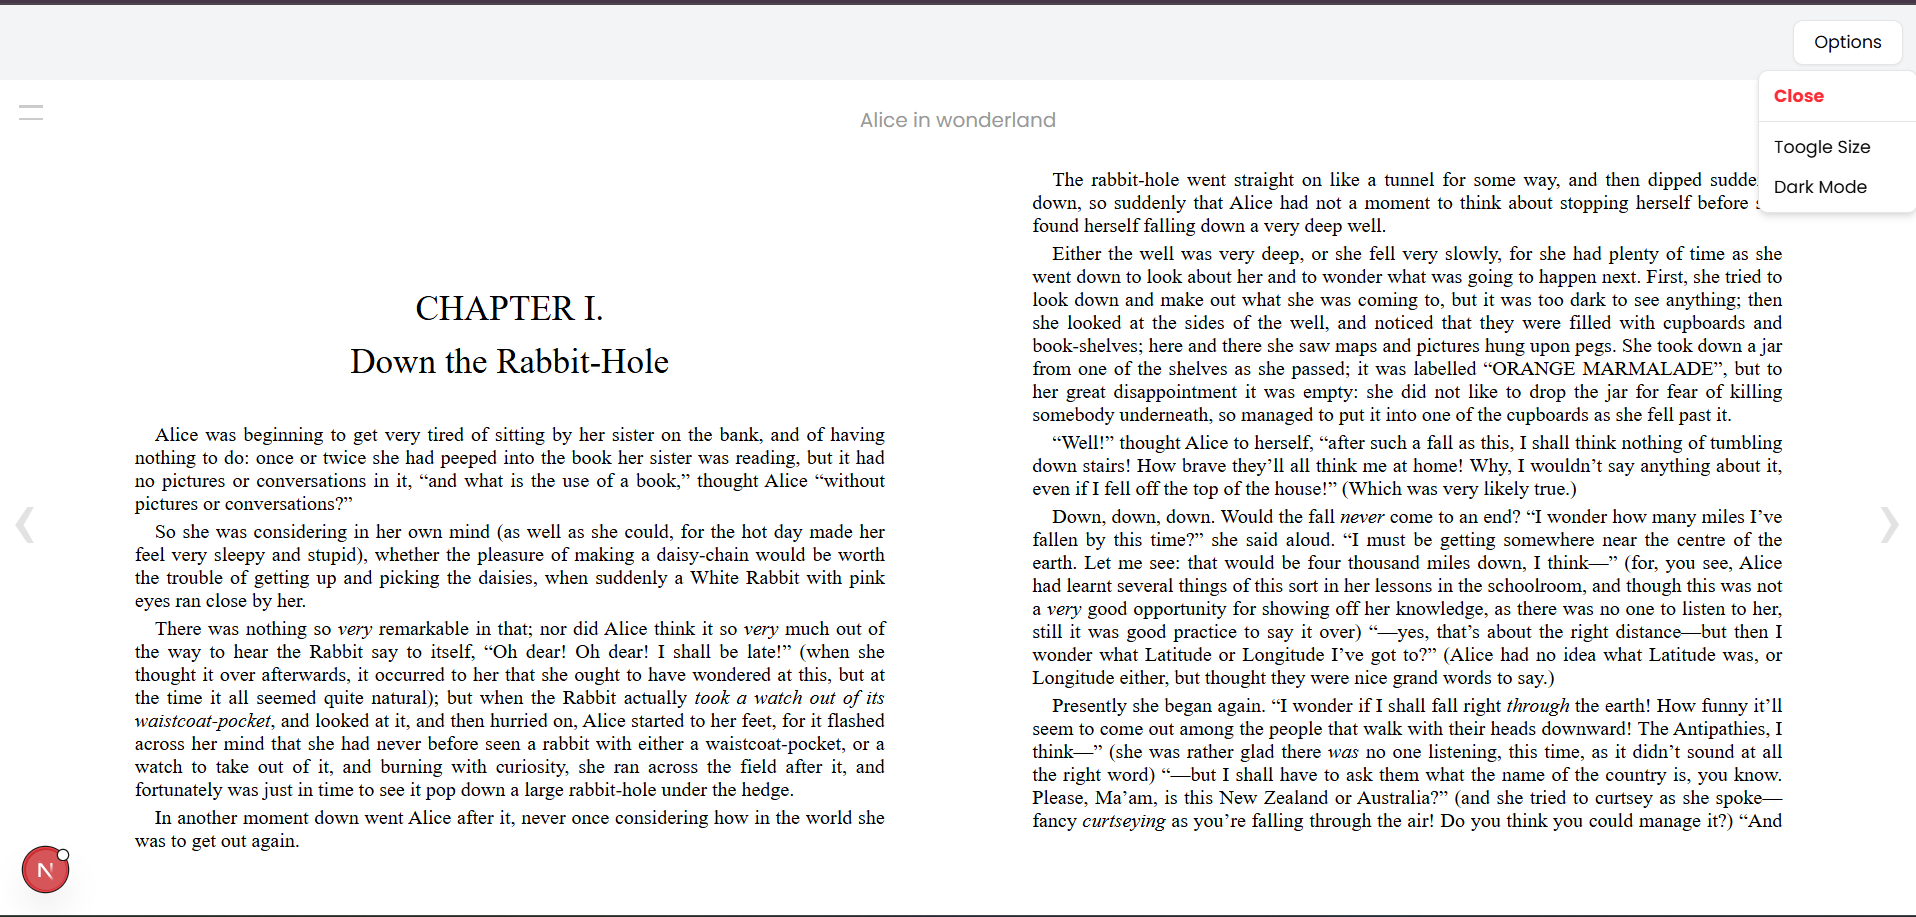 Options
Close
Toogle Size
Dark Mode
Alice in wonderland
CHAPTER I.
Down the Rabbit-Hole
Alice was beginning to get very tired of sitting by her sister on the bank, and of having
nothing to do: once or twice she had peeped into the book her sister was reading, but it had
no pictures or conversations in it, “and what is the use of a book,” thought Alice “without
pictures or conversations?”
So she was considering in her own mind (as well as she could, for the hot day made her
feel very sleepy and stupid), whether the pleasure of making a daisy-chain would be worth
the trouble of getting up and picking the daisies, when suddenly a White Rabbit with pink
eyes ran close by her.
There was nothing so very remarkable in that; nor did Alice think it so very much out of
the way to hear the Rabbit say to itself, “Oh dear! Oh dear! I shall be late!” (when she
thought it over afterwards, it occurred to her that she ought to have wondered at this, but at
the time it all seemed quite natural); but when the Rabbit actually took a watch out of its
waistcoat-pocket, and looked at it, and then hurried on, Alice started to her feet, for it flashed
across her mind that she had never before seen a rabbit with either a waistcoat-pocket, or a
watch to take out of it, and burning with curiosity, she ran across the field after it, and
fortunately was just in time to see it pop down a large rabbit-hole under the hedge.
In another moment down went Alice after it, never once considering how in the world she
was to get out again.
The rabbit-hole went straight on like a tunnel for some way, and then dipped
down, so suddenly that Alice had not a moment to think about stopping herself before
found herself falling down a very deep well.
Either the well was very deep, or she fell very slowly, for she had plenty of time as she
went down to look about her and to wonder what was going to happen next. First, she tried to
look down and make out what she was coming to, but it was too dark to see anything; then
she looked at the sides of the well, and noticed that they were filled with cupboards and
book-shelves; here and there she saw maps and pictures hung upon pegs. She took down a jar
from one of the shelves as she passed; it was labelled “ORANGE MARMALADE”, but to
her great disappointment it was empty: she did not like to drop the jar for fear of killing
somebody underneath, so managed to put it into one of the cupboards as she fell past it.
“Well!” thought Alice to herself, “after such a fall as this, I shall think nothing of tumbling
down stairs! How brave they’ll all think me at home! Why, I wouldn’t say anything about it,
even if I fell off the top of the house!” (Which was very likely true.)
Down, down, down. Would the fall never come to an end? “I wonder how many miles I’ve
fallen by this time?” she said aloud. “I must be getting somewhere near the centre of the
earth. Let me see: that would be four thousand miles down, I think—” (for, you see, Alice
had learnt several things of this sort in her lessons in the schoolroom, and though this was not
a very good opportunity for showing off her knowledge, as there was no one to listen to her,
still it was good practice to say it over) “—yes, that’s about the right distance—but then I
wonder what Latitude or Longitude I’ve got to?” (Alice had no idea what Latitude was, or
Longitude either, but thought they were nice grand words to say.)
Presently she began again. “I wonder if I shall fall right through the earth! How funny it’ll
seem to come out among the people that walk with their heads downward! The Antipathies, I
think—” (she was rather glad there was no one listening, this time, as it didn’t sound at all
the right word) “—but I shall have to ask them what the name of the country is, you know.
Please, Ma’am, is this New Zealand or Australia?” (and she tried to curtsey as she spoke—
fancy curtseying as you’re falling through the air! Do you think you could manage it?) “And
N